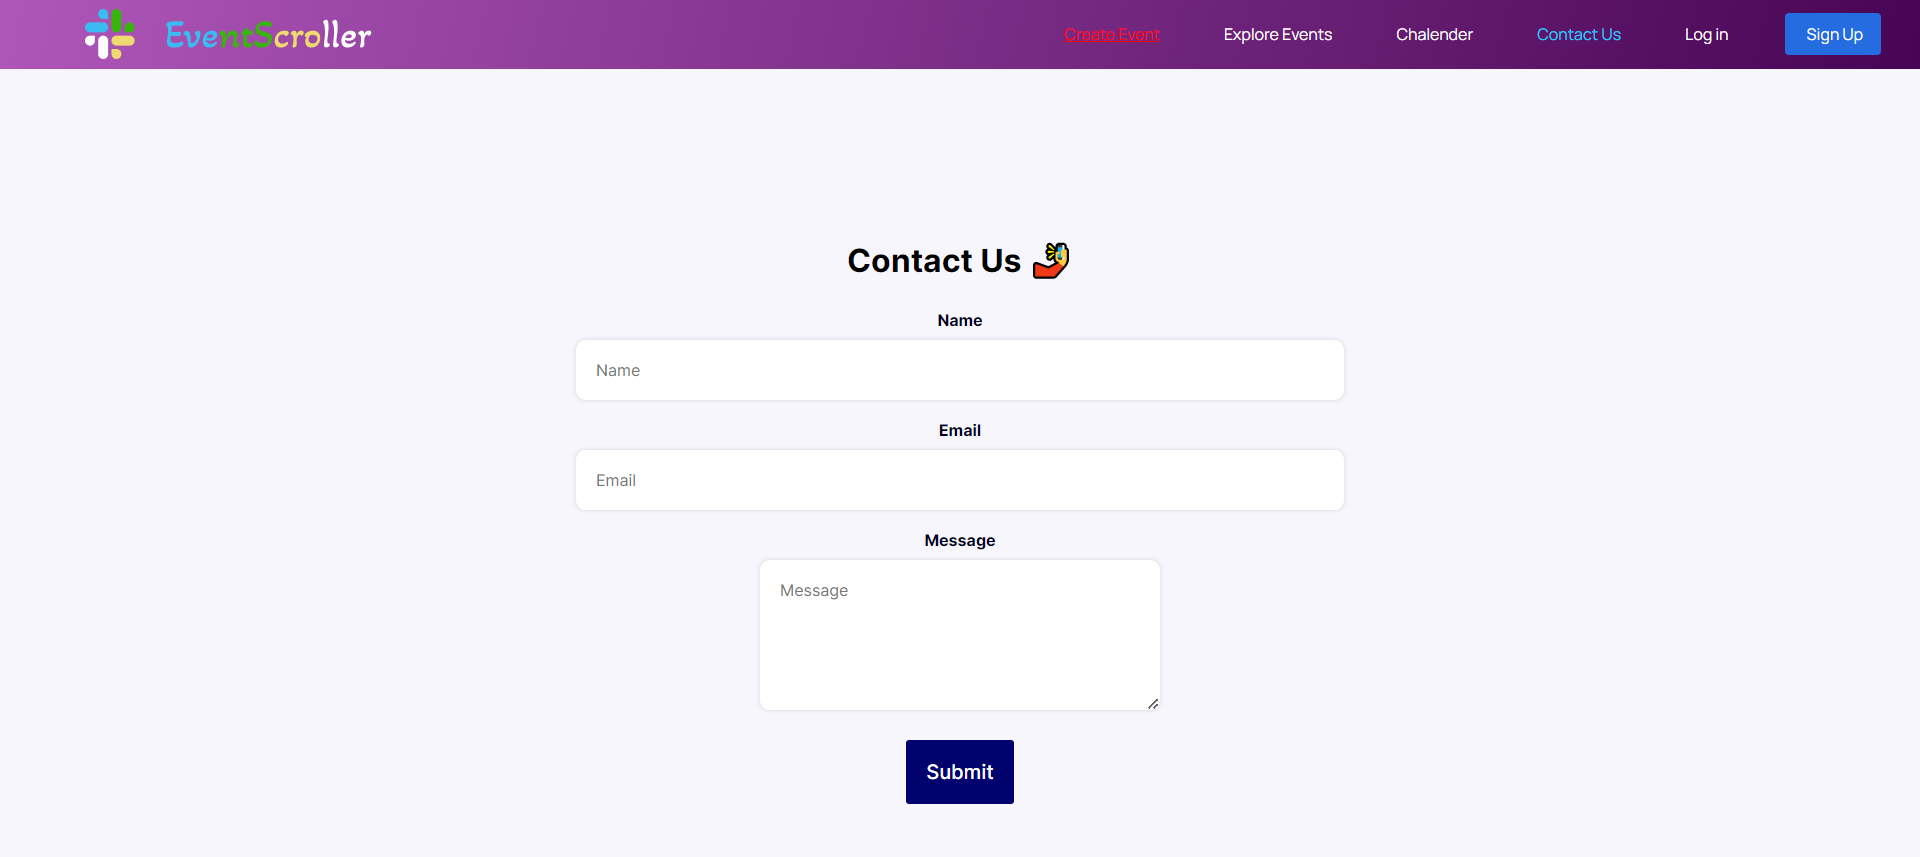 EventScroller Create Event Explore Events Chalender Contact Us Log in Sign Up
Contact Us
Name
Name
Email
Email
Message
Message
Submit